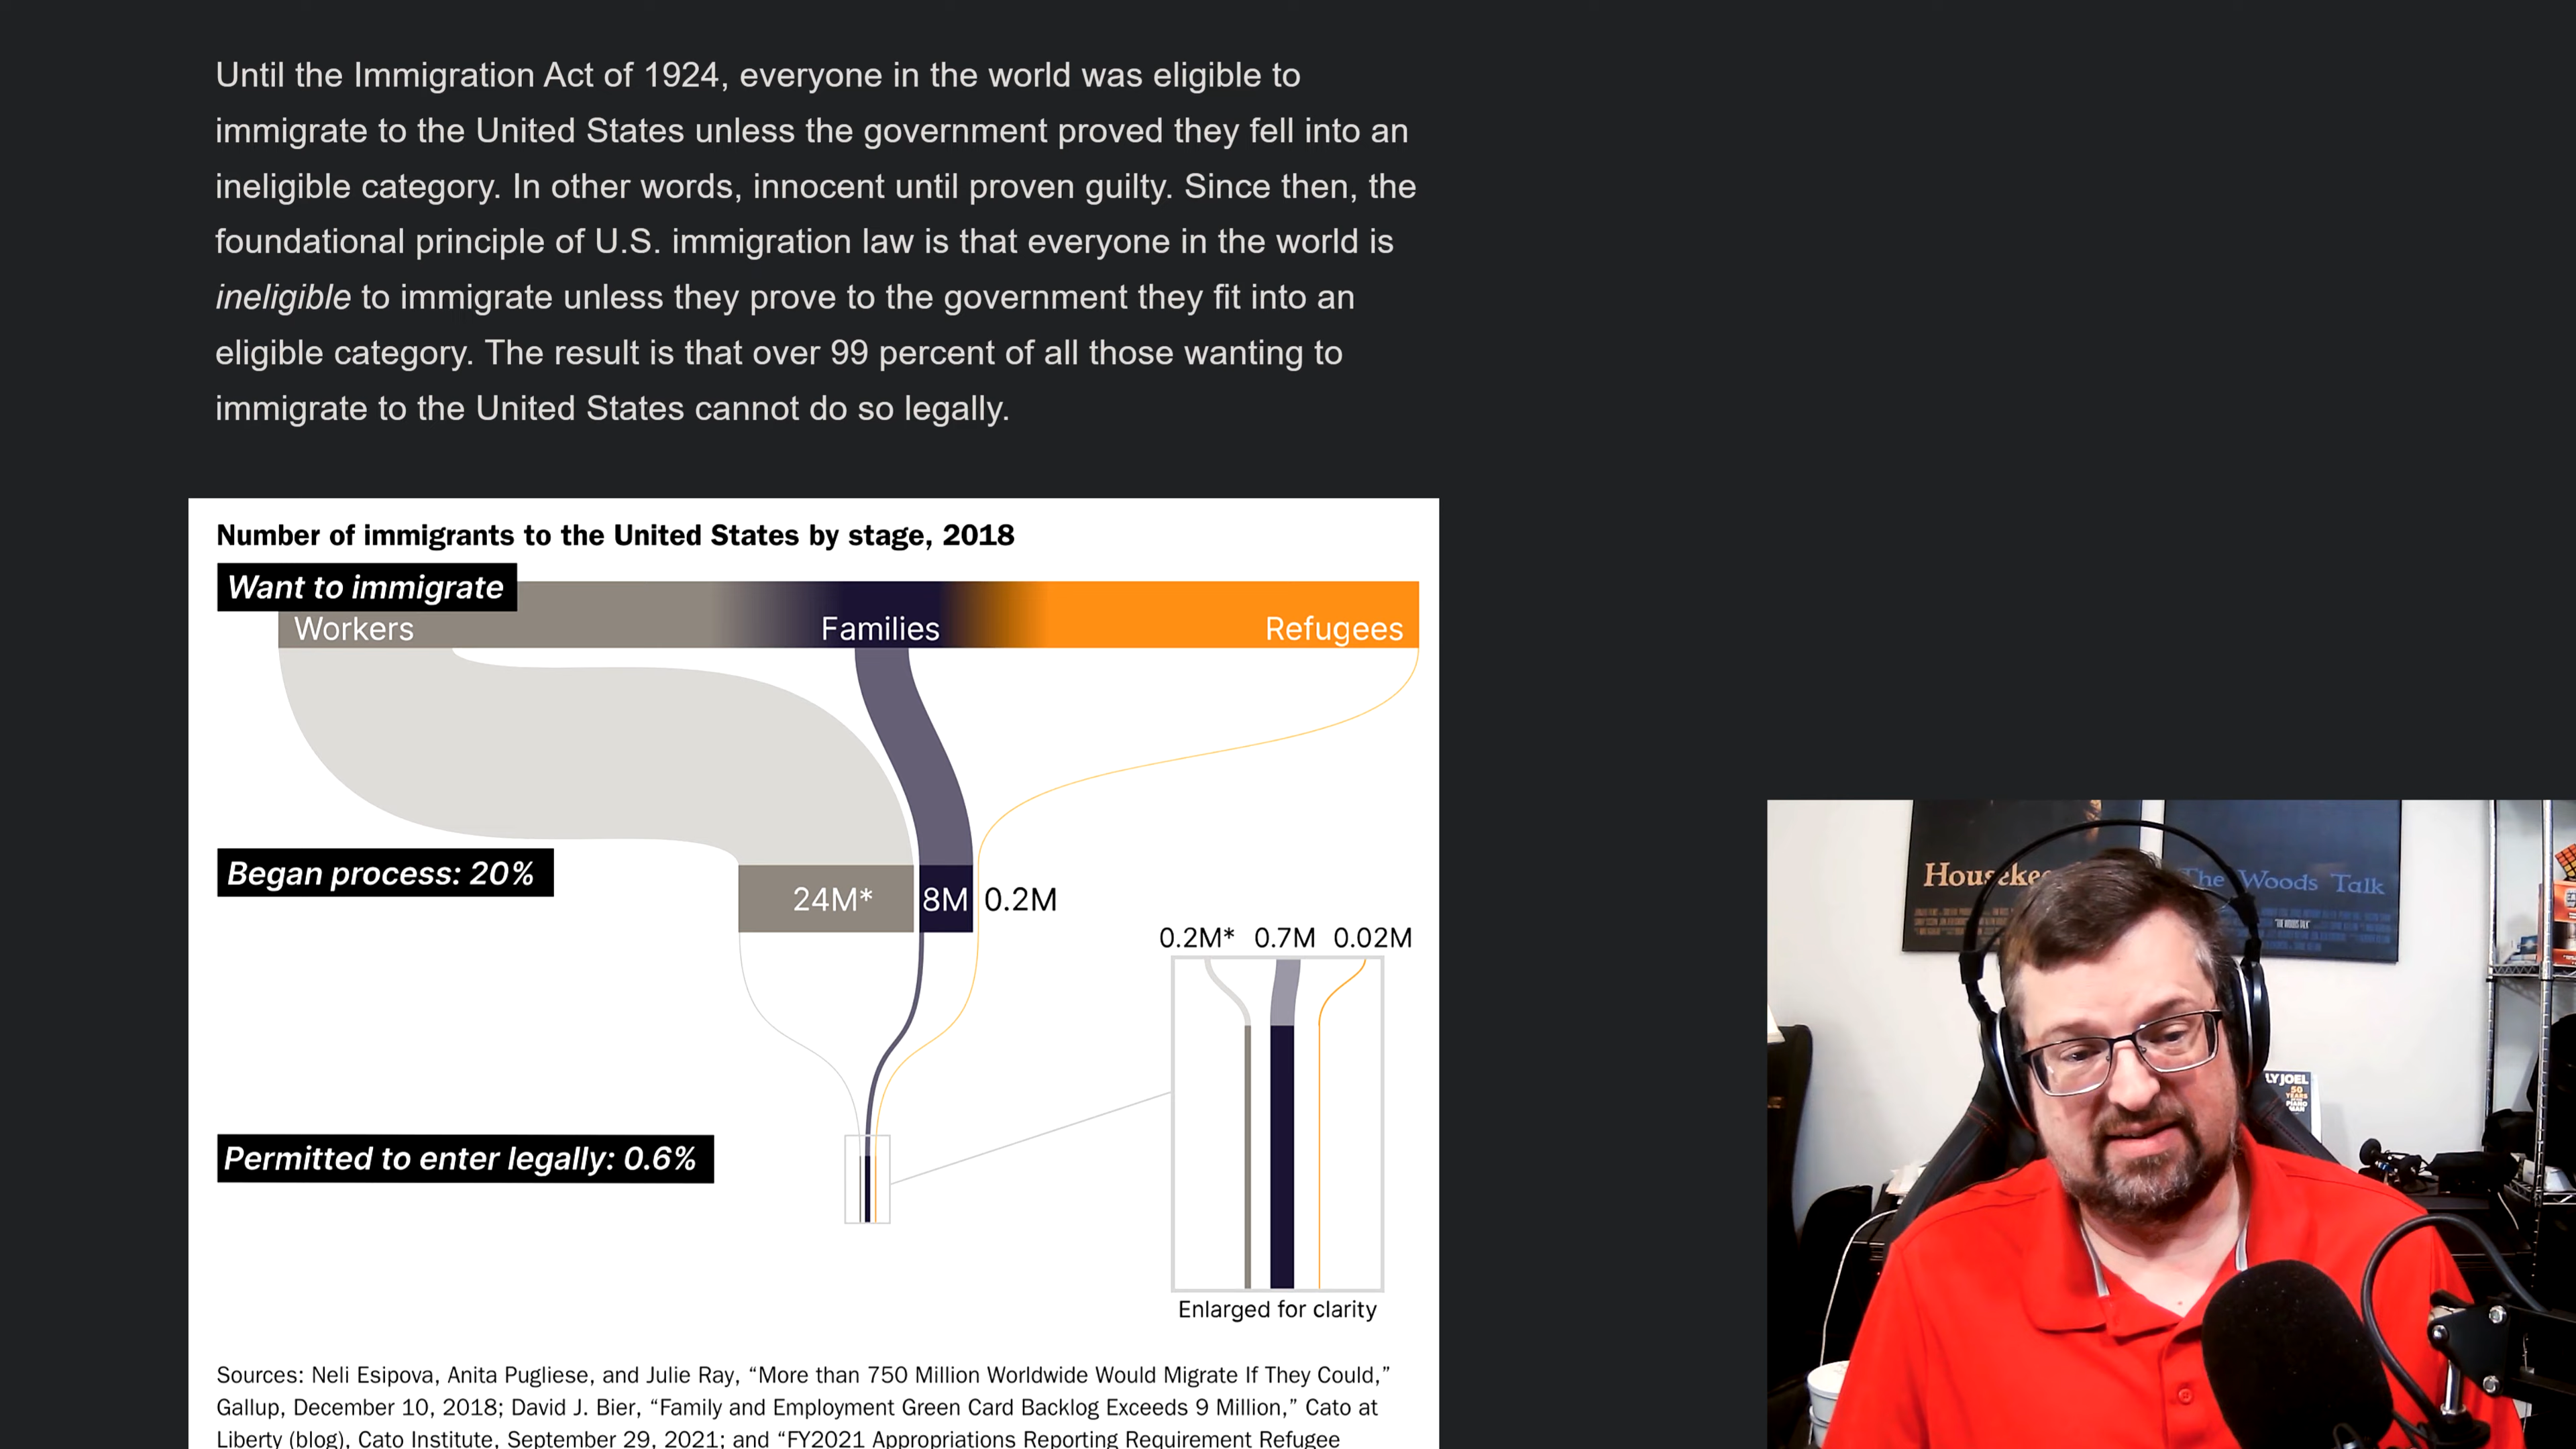 Until the Immigration Act of 1924, everyone in the world was eligible to
immigrate to the United States unless the government proved they fell into an
ineligible category. In other words, innocent until proven guilty. Since then, the
foundational principle of U.S. immigration law is that everyone in the world is
ineligible to immigrate unless they prove to the government they fit into an
eligible category. The result is that over 99 percent of all those wanting to
immigrate to the United States cannot do so legally.
Number of immigrants to the United States by stage, 2018
Want to immigrate
Workers
Families
Refugees
Began process: 20%
24M*
8M
0.2M
0.2M* 0.7M 0.02M
Permitted to enter legally: 0.6%
Enlarged for clarity
Sources: Neli Esipova, Anita Pugliese, and Julie Ray, “More than 750 Million Worldwide Would Migrate If They Could,”
Gallup, December 10, 2018; David J. Bier, “Family and Employment Green Card Backlog Exceeds 9 Million,” Cato at
Liberty (blog), Cato Institute, September 29, 2021; and “FY2021 Appropriations Reporting Requirement Refugee
The Woods Talk
"THE WOODS TALK"
LY JOEL
50
YEARS
PIANO
MAN